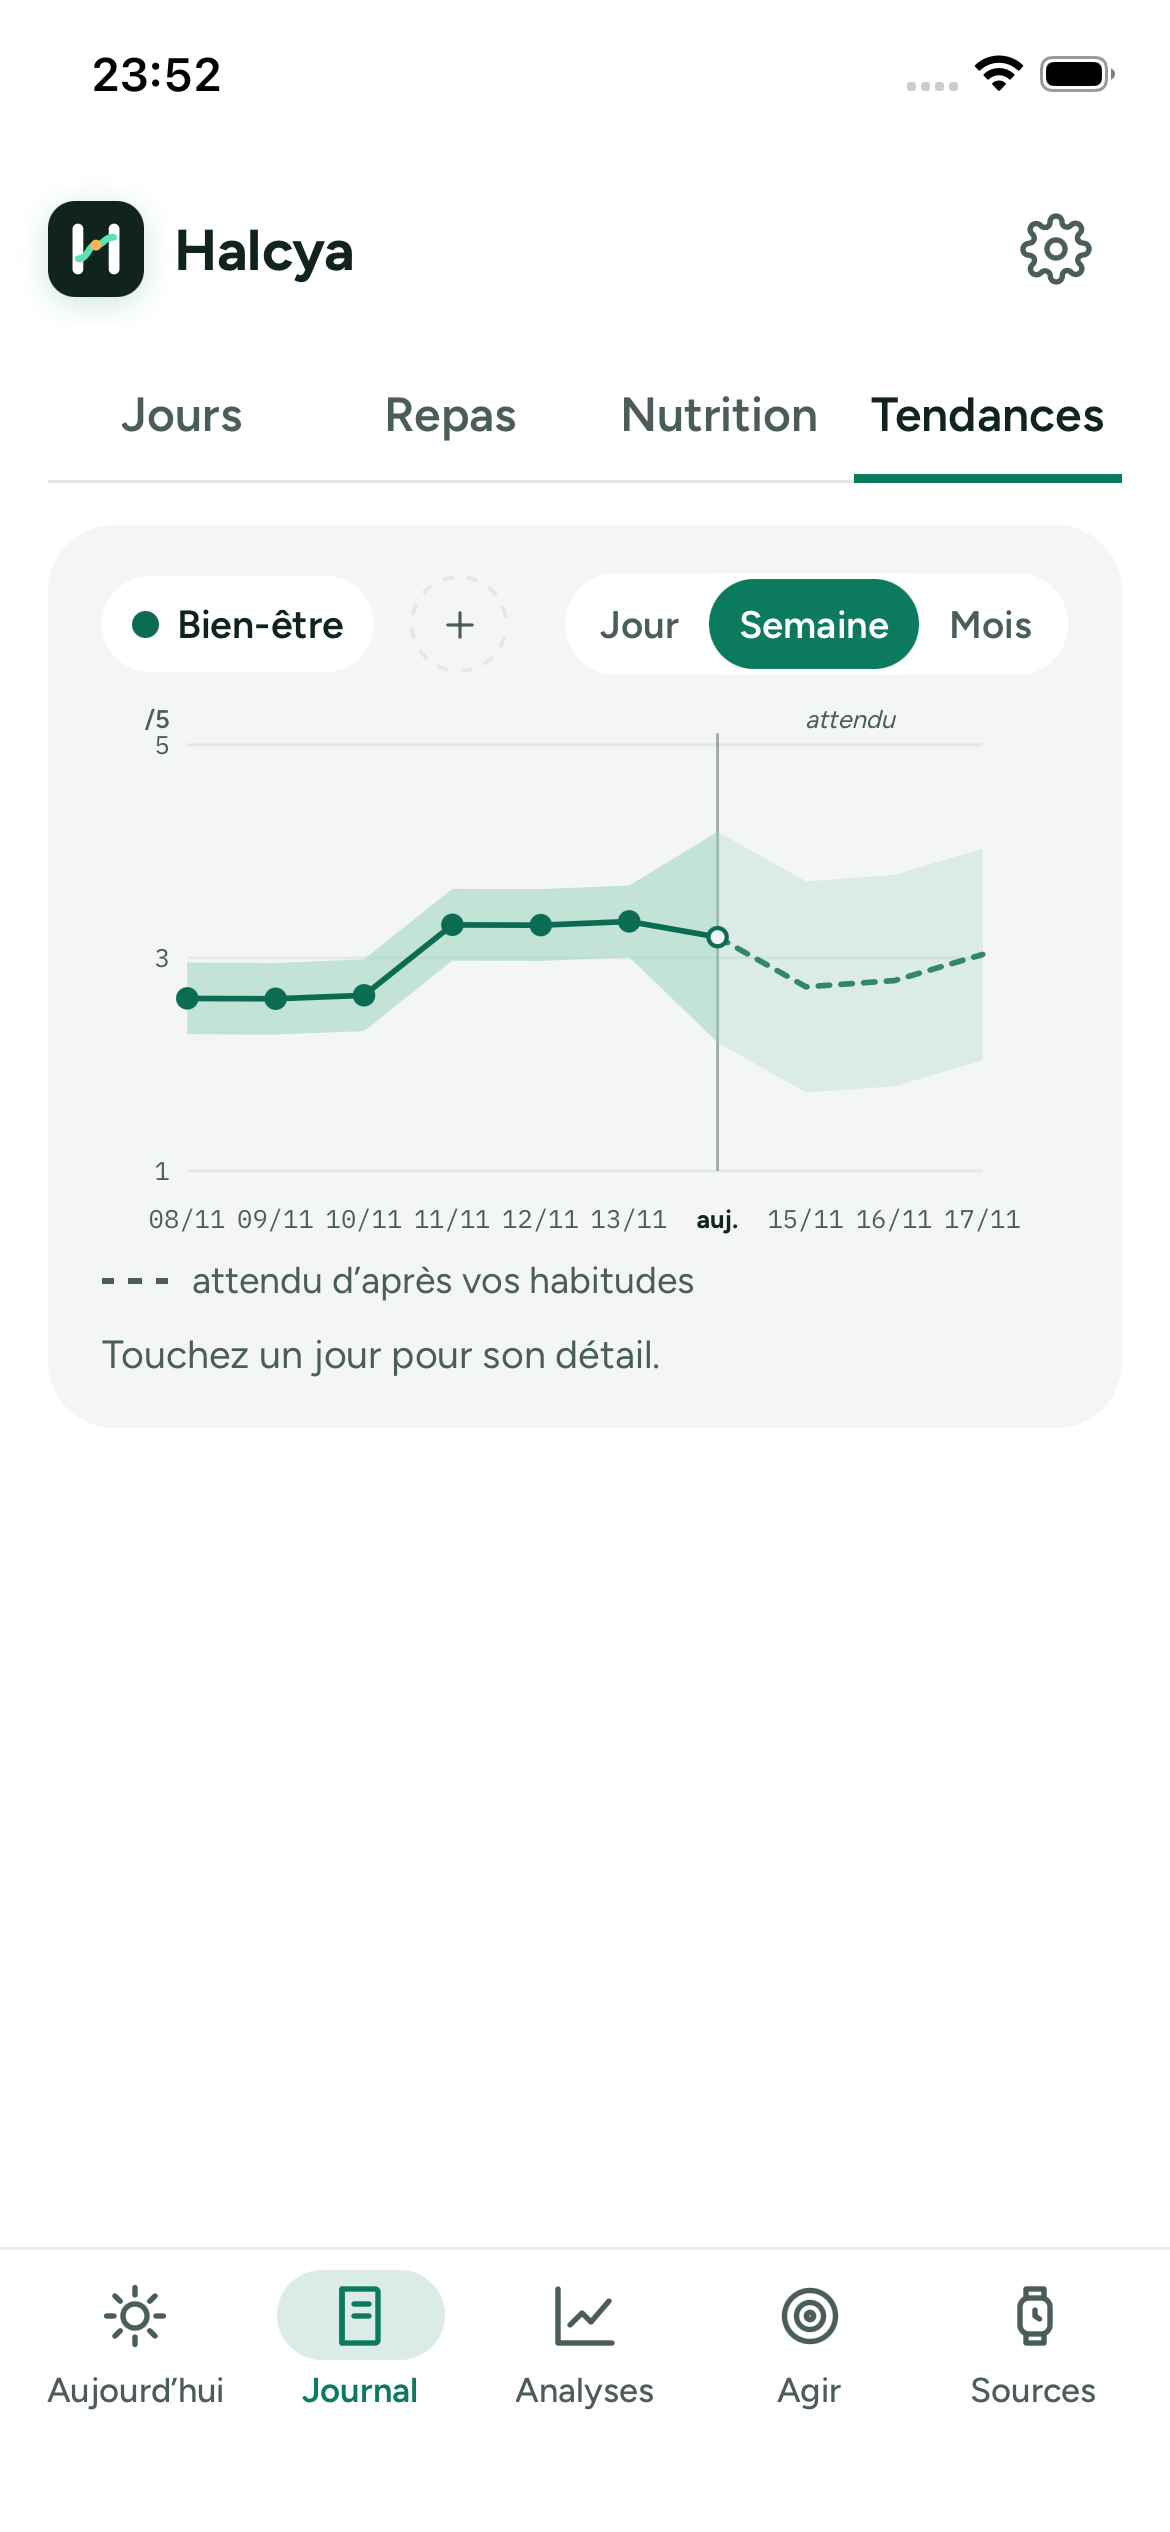 23:52
Halcya
Jours Repas Nutrition Tendances
Bien-être + Jour Semaine Mois
/5 attendu
5
3
1
08/11 09/11 10/11 11/11 12/11 13/11 auj. 15/11 16/11 17/11
attendu d’après vos habitudes
Touchez un jour pour son détail.
Aujourd’hui Journal Analyses Agir Sources